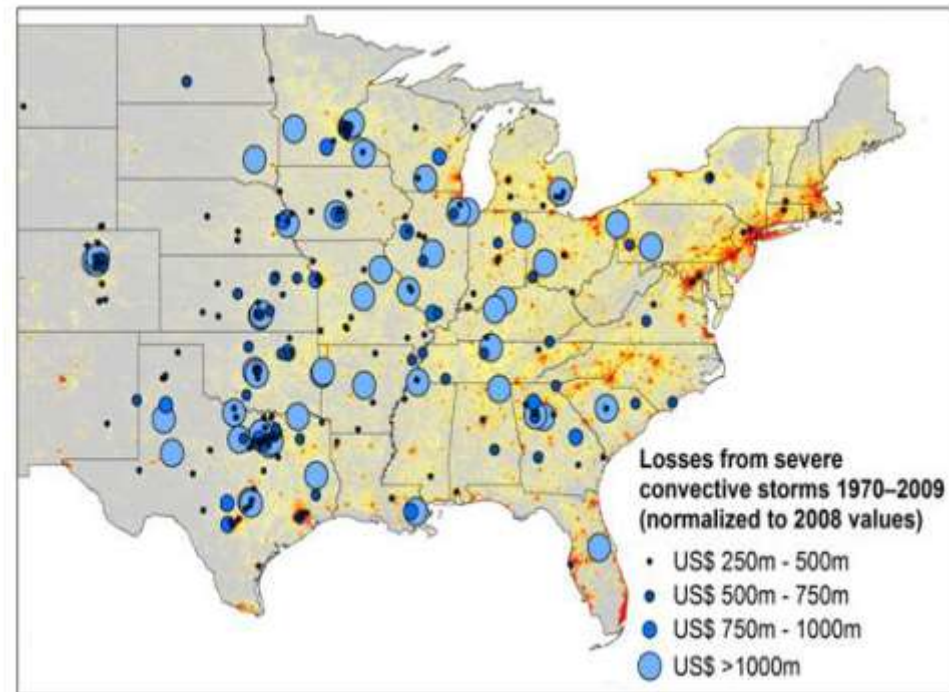 Losses from severe
convective storms 1970–2009
(normalized to 2008 values)
US$ 250m - 500m
US$ 500m - 750m
US$ 750m - 1000m
US$ >1000m